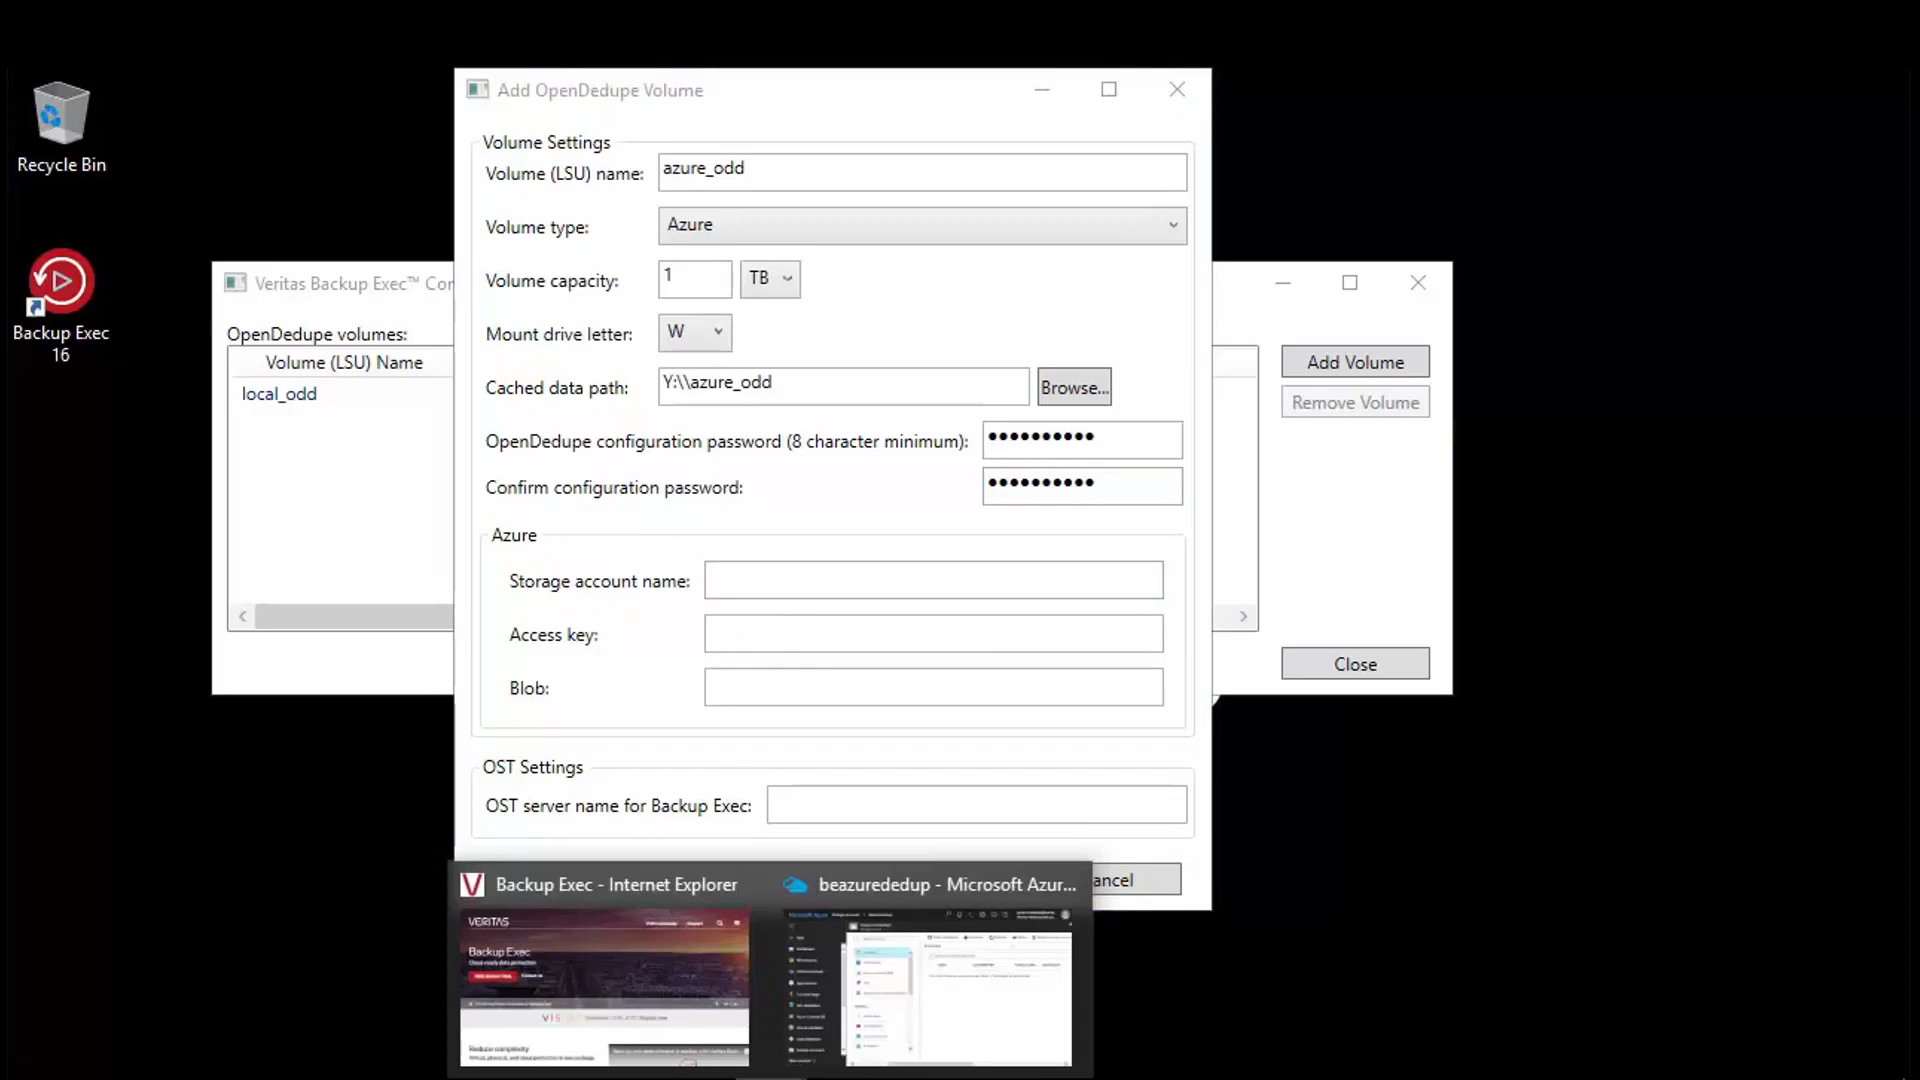 Recycle Bin
Backup Exec
16
Veritas Backup Exec™ Cor
OpenDedupe volumes:
Volume (LSU) Name
local_odd
Add Volume
Remove Volume
Close
Add OpenDedupe Volume
Volume Settings
Volume (LSU) name: azure_odd
Volume type: Azure
Volume capacity: 1 TB
Mount drive letter: W
Cached data path: Y:\\azure_odd Browse...
OpenDedupe configuration password (8 character minimum): ●●●●●●●●●●
Confirm configuration password: ●●●●●●●●●●
Azure
Storage account name:
Access key:
Blob:
OST Settings
OST server name for Backup Exec:
ancel
Backup Exec - Internet Explorer
beazurededup - Microsoft Azur...
VERITAS
Backup Exec
Reduce complexity